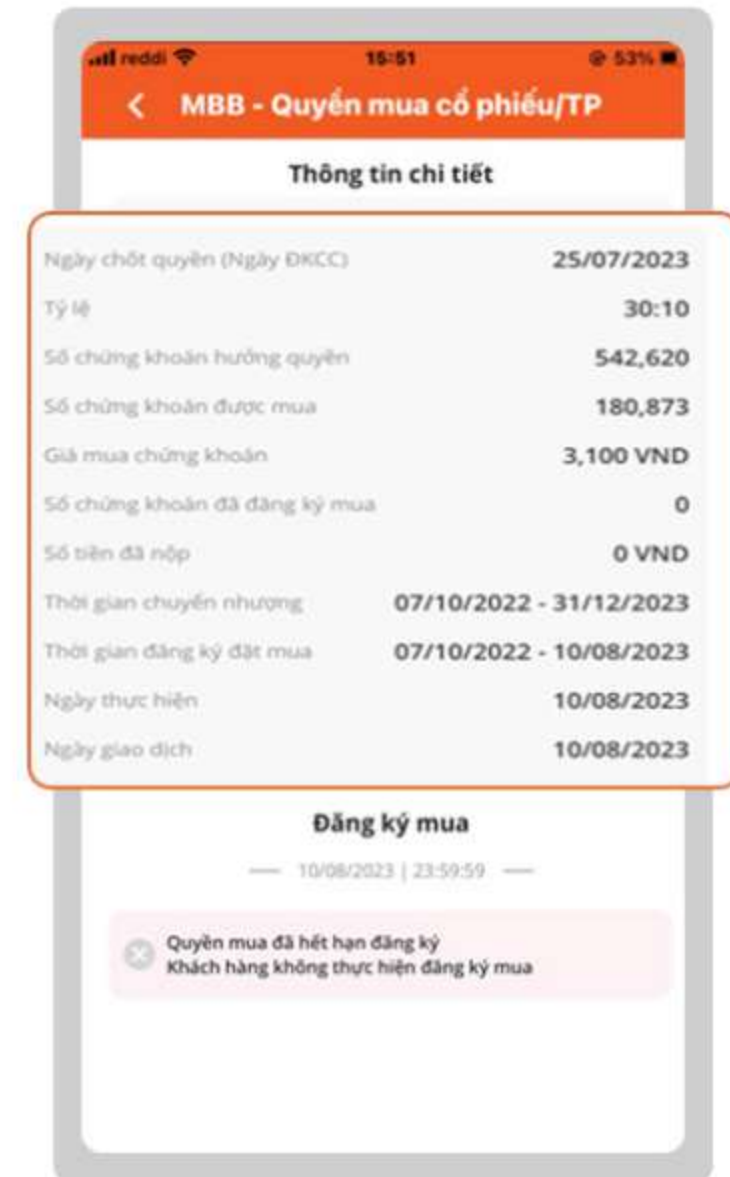 reddi 15:51 53%
MBB - Quyền mua cổ phiếu/TP
Thông tin chi tiết
Ngày chốt quyền (Ngày ĐKCC) 25/07/2023
Tỷ lệ 30:10
Số chứng khoán hưởng quyền 542,620
Số chứng khoán được mua 180,873
Giá mua chứng khoán 3,100 VND
Số chứng khoán đã đăng ký mua 0
Số tiền đã nộp 0 VND
Thời gian chuyển nhượng 07/10/2022 - 31/12/2023
Thời gian đăng ký đặt mua 07/10/2022 - 10/08/2023
Ngày thực hiện 10/08/2023
Ngày giao dịch 10/08/2023
Đăng ký mua
10/08/2023 | 23:59:59
Quyền mua đã hết hạn đăng ký
Khách hàng không thực hiện đăng ký mua